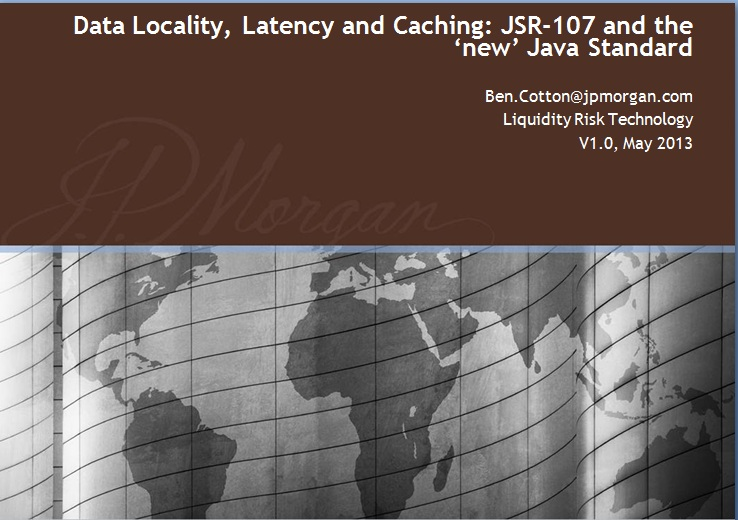 Data Locality, Latency and Caching: JSR-107 and the
‘new’ Java Standard
Ben.Cotton@jpmorgan.com
Liquidity Risk Technology
V1.0, May 2013
J.P. Morgan